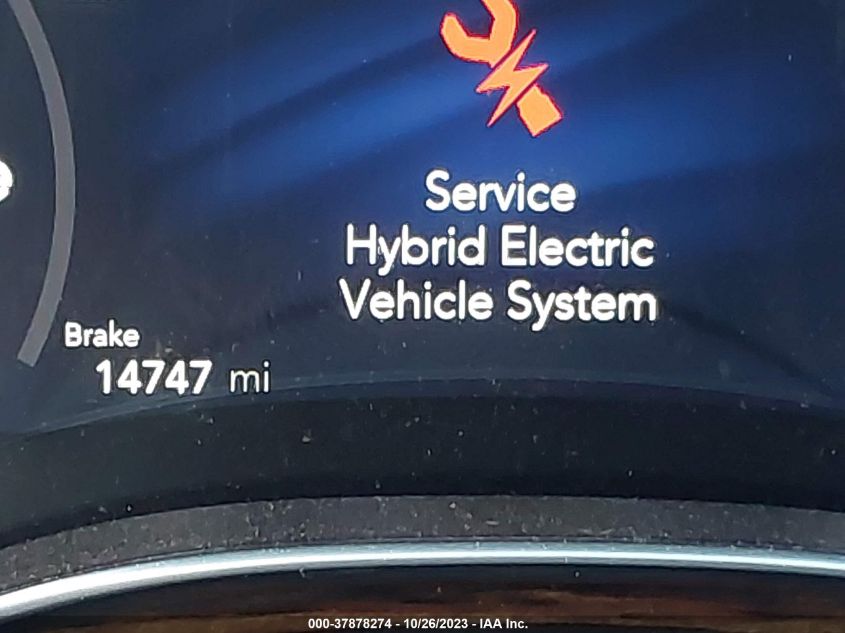 Service
Hybrid Electric
Vehicle System
Brake
14747 mi
000-37878274 - 10/26/2023 - IAA Inc.